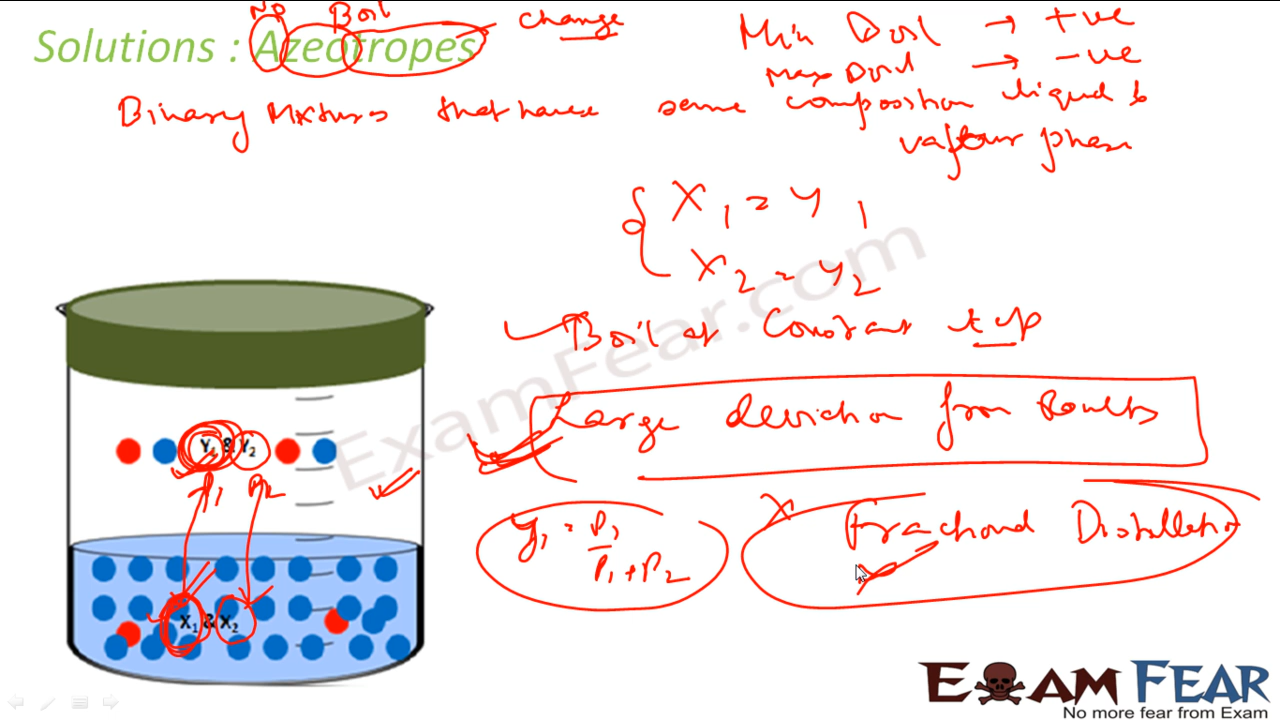 No Boil change
Solutions : Azeotropes
Min Boil → +ve
Max Boil → -ve
Binary Mixtures that have same composition liquid &
vapour phase
X1 = Y1
X2 = Y2
Boil at Constant temp
Large deviation from Raoults
Y1 & Y2
P1 P2
Y1 = P1 / P1 + P2
X Fractional Distillation
X1 & X2
ExamFear.com
EXAM FEAR
No more fear from Exam